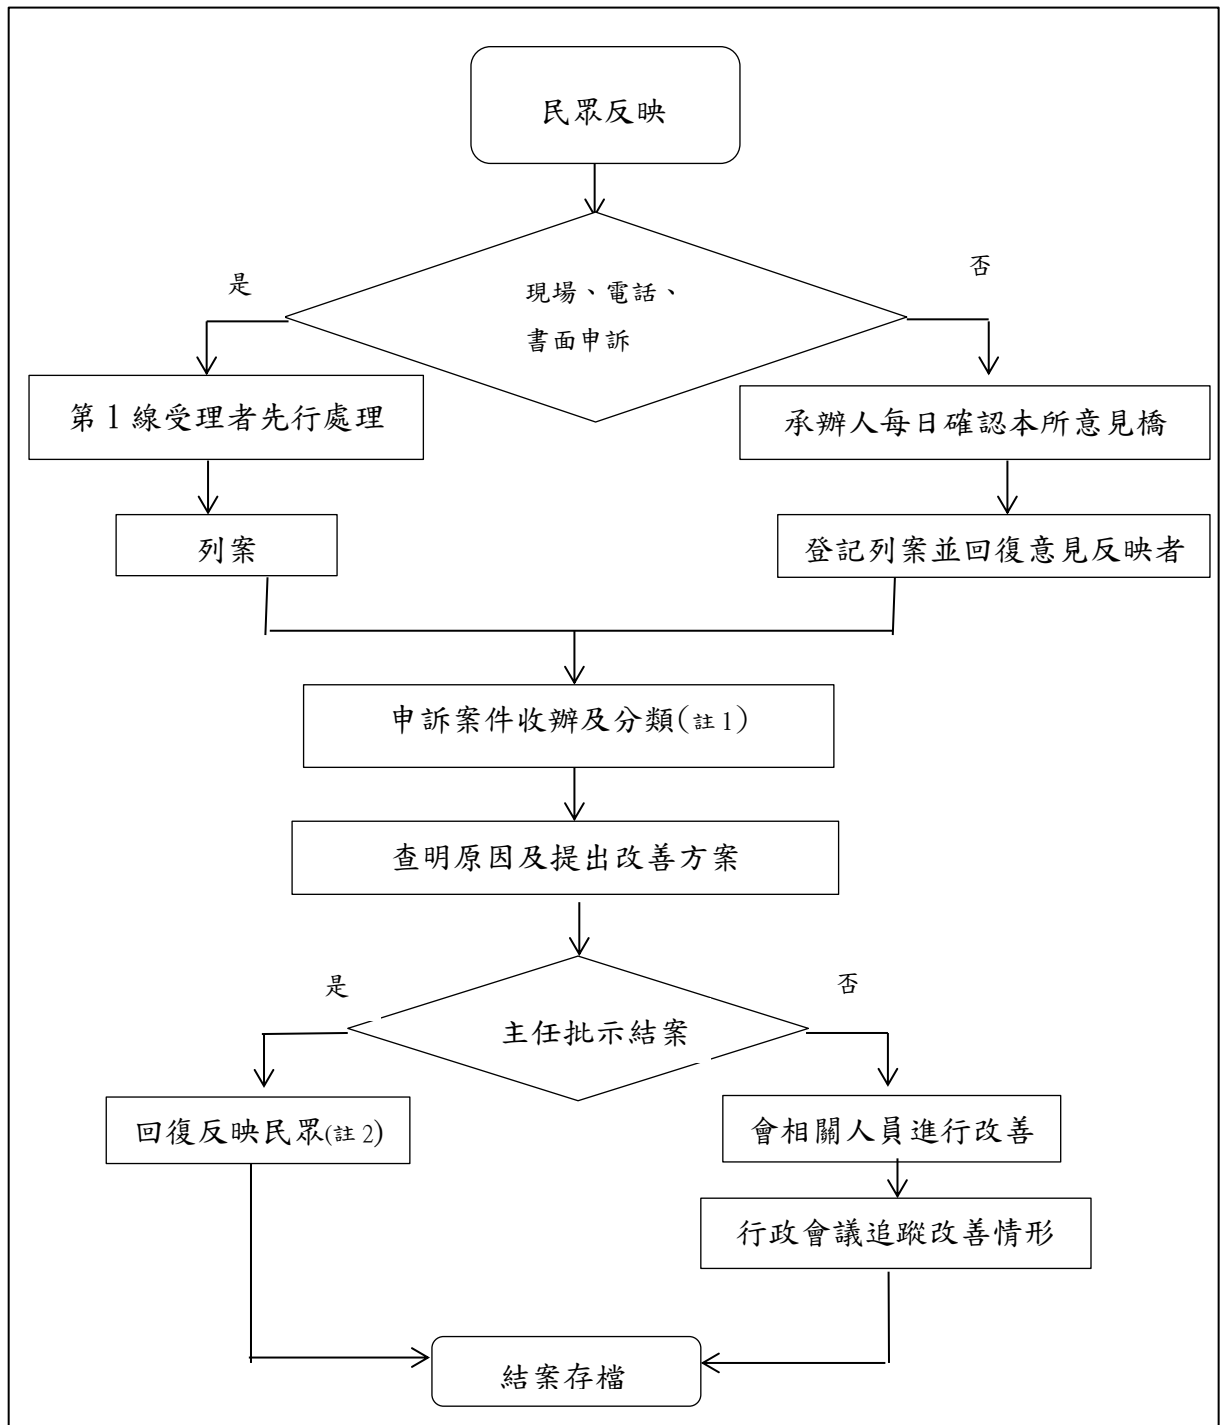 民眾反映
是
否
現場、電話、
書面申訴
第 1 線受理者先行處理
承辦人每日確認本所意見橋
列案
登記列案並回復意見反映者
申訴案件收辦及分類(註 1)
查明原因及提出改善方案
是
否
主任批示結案
回復反映民眾(註 2)
會相關人員進行改善
行政會議追蹤改善情形
結案存檔